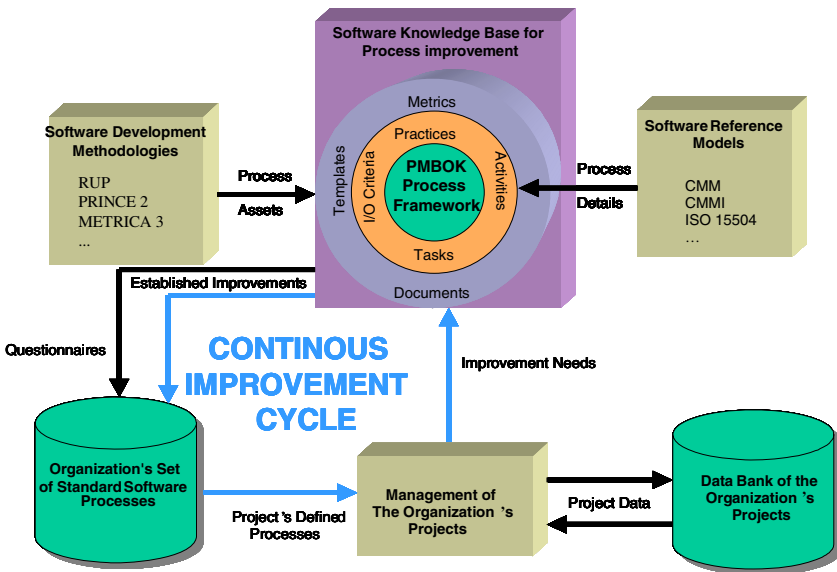 Software Knowledge Base for
Process improvement
Metrics
Practices
Templates
I/O Criteria
PMBOK
Process
Framework
Activities
Tasks
Documents
Software Development
Methodologies
RUP
PRINCE 2
METRICA 3
...
Process
Assets
Software Reference
Models
CMM
CMMI
ISO 15504
…
Process
Details
Established Improvements
Questionnaires
CONTINOUS
IMPROVEMENT
CYCLE
Improvement Needs
Organization's Set
of Standard Software
Processes
Project's Defined
Processes
Management of
The Organization 's
Projects
Project Data
Data Bank of the
Organization 's
Projects